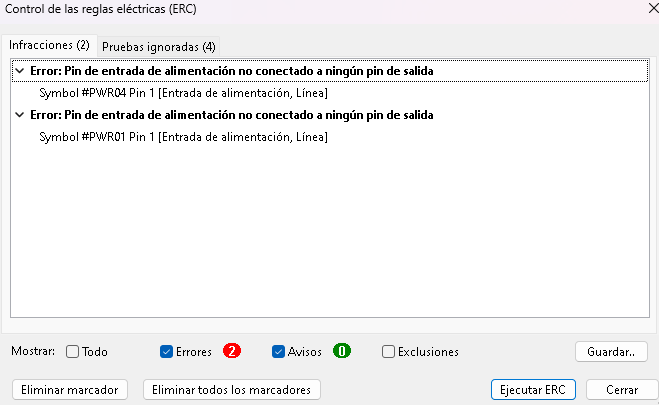 Control de las reglas eléctricas (ERC)
Infracciones (2)
Pruebas ignoradas (4)
Error: Pin de entrada de alimentación no conectado a ningún pin de salida
Symbol #PWR04 Pin 1 [Entrada de alimentación, Línea]
Error: Pin de entrada de alimentación no conectado a ningún pin de salida
Symbol #PWR01 Pin 1 [Entrada de alimentación, Línea]
Mostrar: Todo Errores 2 Avisos 0 Exclusiones Guardar..
Eliminar marcador Eliminar todos los marcadores Ejecutar ERC Cerrar